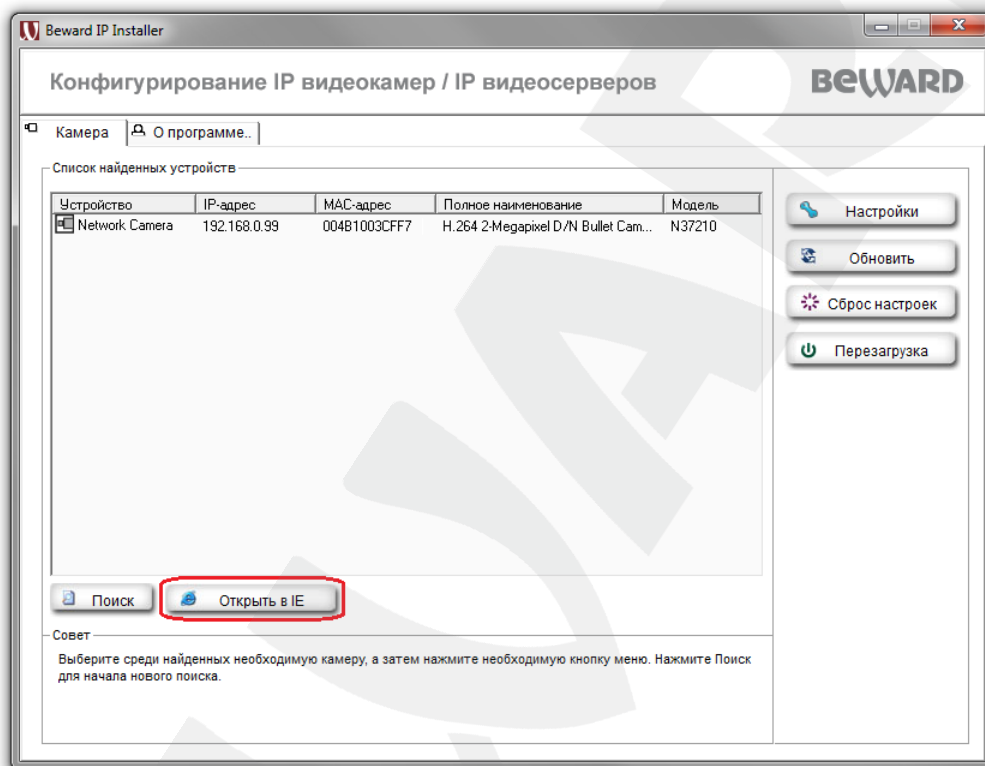 Beward IP Installer
Конфигурирование IP видеокамер / IP видеосерверов
BEWARD
Камера
О программе..
Список найденных устройств
Устройство IP-адрес MAC-адрес Полное наименование Модель
Network Camera 192.168.0.99 004B1003CFF7 H.264 2-Megapixel D/N Bullet Cam... N37210
Настройки
Обновить
Сброс настроек
Перезагрузка
Поиск
Открыть в IE
Совет
Выберите среди найденных необходимую камеру, а затем нажмите необходимую кнопку меню. Нажмите Поиск
для начала нового поиска.